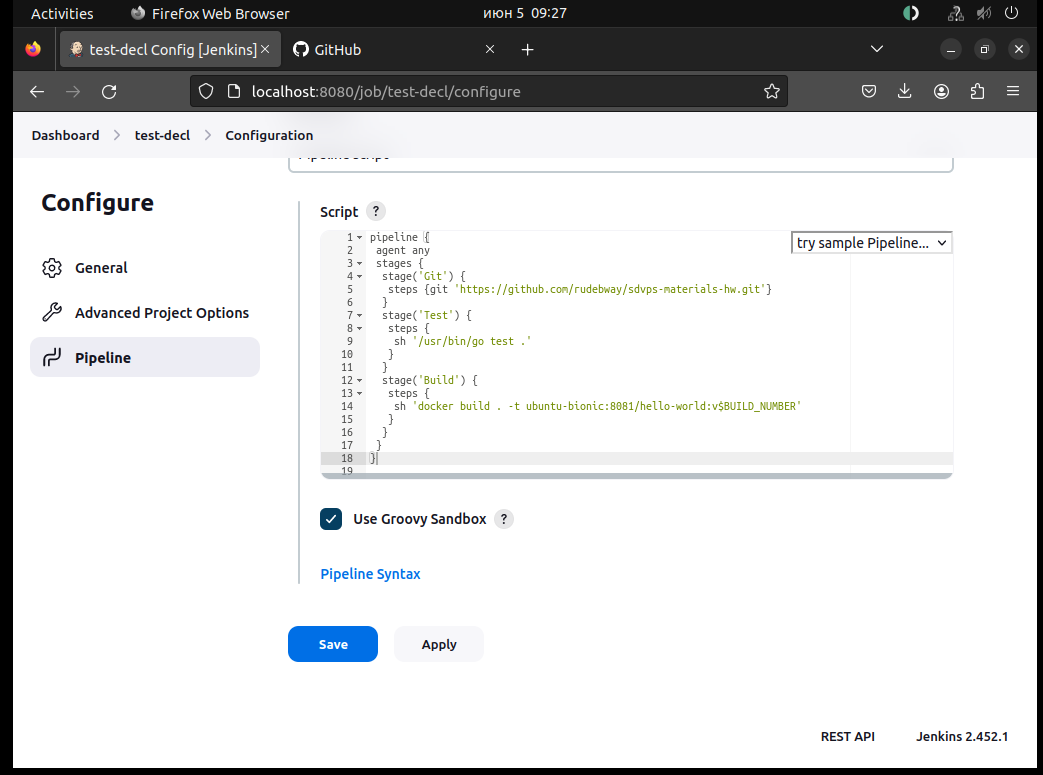 Activities
Firefox Web Browser
июн 5 09:27
test-decl Config [Jenkins]
GitHub
localhost:8080/job/test-decl/configure
Dashboard
test-decl
Configuration
Pipeline script
Configure
General
Advanced Project Options
Pipeline
Script ?
try sample Pipeline...
1 pipeline {
2 agent any
3 stages {
4 stage('Git') {
5 steps {git 'https://github.com/rudebway/sdvps-materials-hw.git'}
6 }
7 stage('Test') {
8 steps {
9 sh '/usr/bin/go test .'
10 }
11 }
12 stage('Build') {
13 steps {
14 sh 'docker build . -t ubuntu-bionic:8081/hello-world:v$BUILD_NUMBER'
15 }
16 }
17 }
18 }
19
Use Groovy Sandbox ?
Pipeline Syntax
Save
Apply
REST API
Jenkins 2.452.1